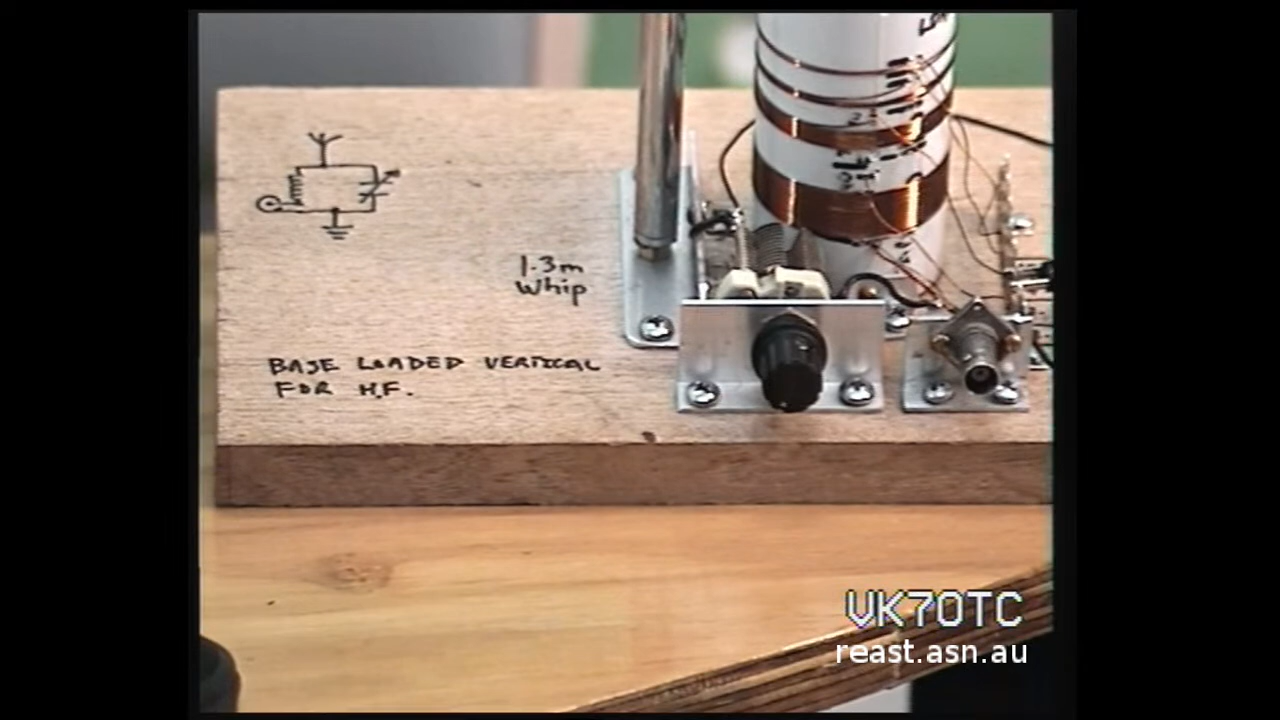 1.3m
Whip
BASE LOADED VERTICAL
FOR H.F.
VK7OTC
reast.asn.au